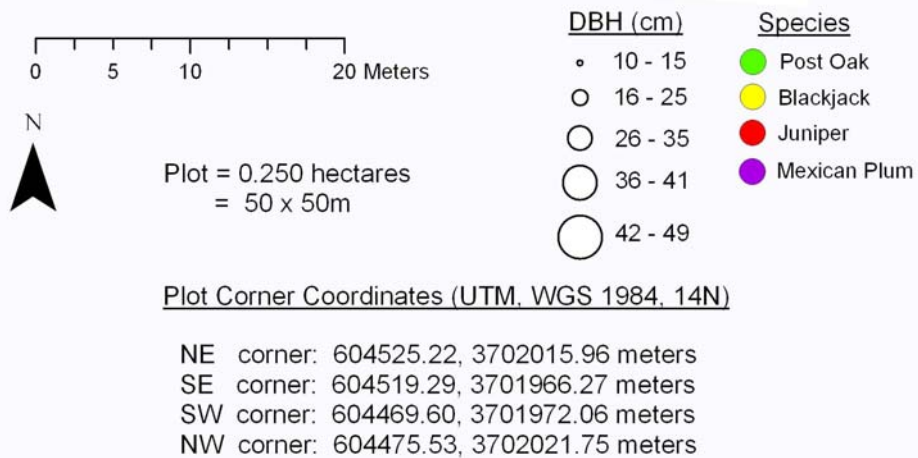 0 5 10 20 Meters
N
Plot = 0.250 hectares
= 50 x 50m
DBH (cm)
10 - 15
16 - 25
26 - 35
36 - 41
42 - 49
Species
Post Oak
Blackjack
Juniper
Mexican Plum
Plot Corner Coordinates (UTM, WGS 1984, 14N)
NE corner: 604525.22, 3702015.96 meters
SE corner: 604519.29, 3701966.27 meters
SW corner: 604469.60, 3701972.06 meters
NW corner: 604475.53, 3702021.75 meters